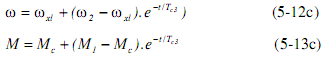 ω = ω_xl + (ω_2 − ω_xl).e^(−t/T_c3) ) (5-12c)
M = M_c + (M_1 − M_c).e^(−t/T_c3) (5-13c)